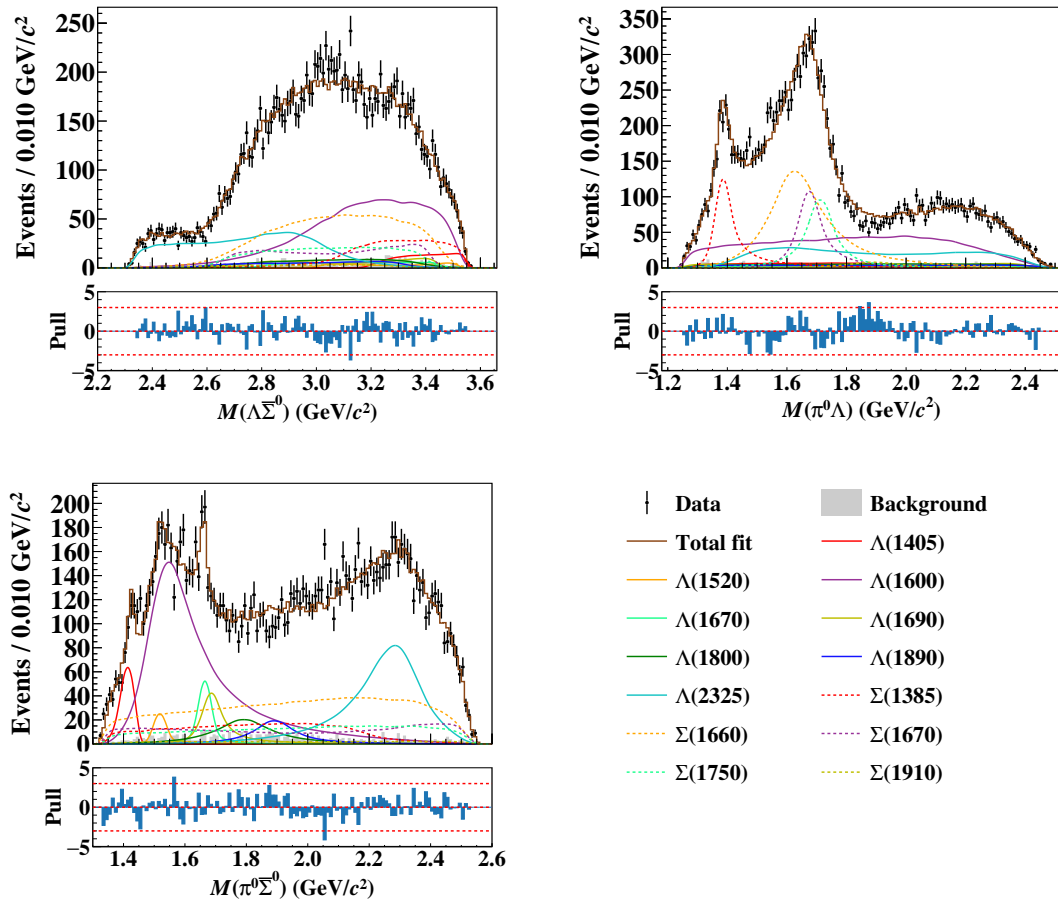 Events / 0.010 GeV/c²
250
200
150
100
50
0
Pull
5
0
−5
2.2 2.4 2.6 2.8 3.0 3.2 3.4 3.6
M(ΛΣ̅⁰) (GeV/c²)
Events / 0.010 GeV/c²
350
300
250
200
150
100
50
0
Pull
5
0
−5
1.2 1.4 1.6 1.8 2.0 2.2 2.4
M(π⁰Λ) (GeV/c²)
Events / 0.010 GeV/c²
200
180
160
140
120
100
80
60
40
20
0
Pull
5
0
−5
1.4 1.6 1.8 2.0 2.2 2.4 2.6
M(π⁰Σ̅⁰) (GeV/c²)
Data Background
Total fit Λ(1405)
Λ(1520) Λ(1600)
Λ(1670) Λ(1690)
Λ(1800) Λ(1890)
Λ(2325) Σ(1385)
Σ(1660) Σ(1670)
Σ(1750) Σ(1910)